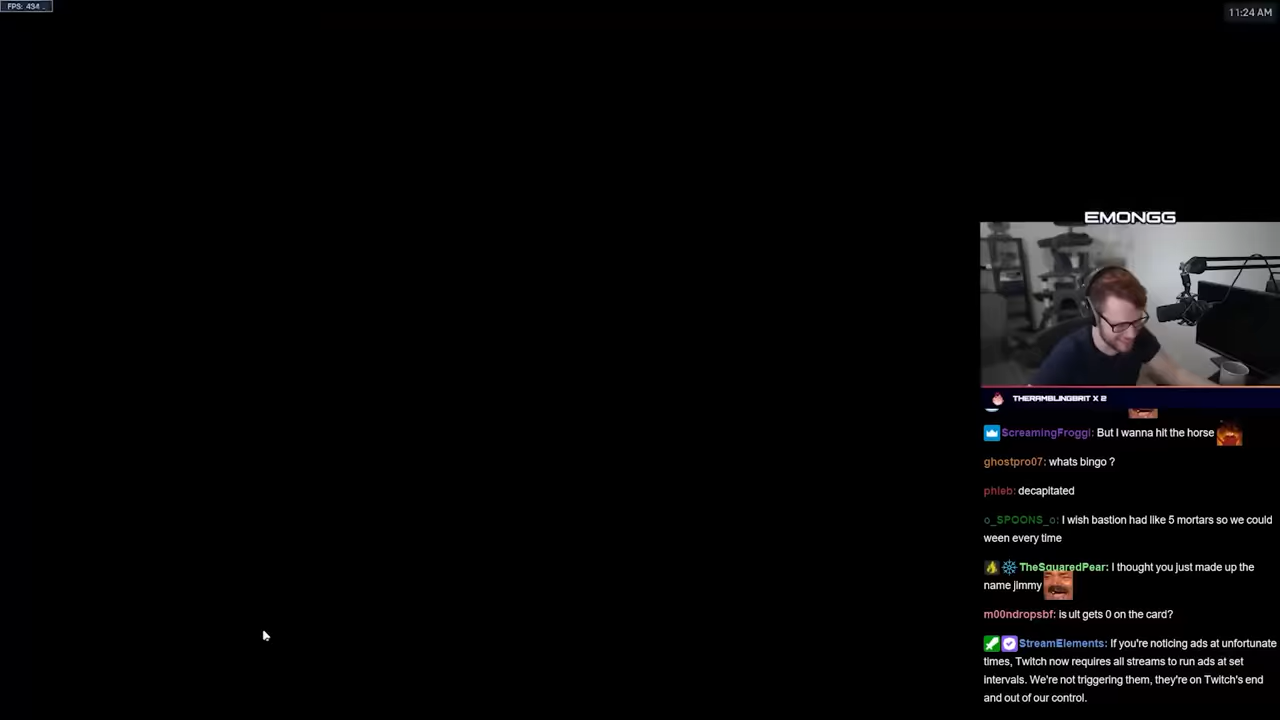 FPS: 434
11:24 AM
EMONGG
THERAMBLINGBRIT X 2
ScreamingFroggi: But I wanna hit the horse
ghostpro07: whats bingo ?
phleb: decapitated
o_SPOONS_o: I wish bastion had like 5 mortars so we could
ween every time
TheSquaredPear: I thought you just made up the
name jimmy
m00ndropsbf: is ult gets 0 on the card?
StreamElements: If you're noticing ads at unfortunate
times, Twitch now requires all streams to run ads at set
intervals. We're not triggering them, they're on Twitch's end
and out of our control.